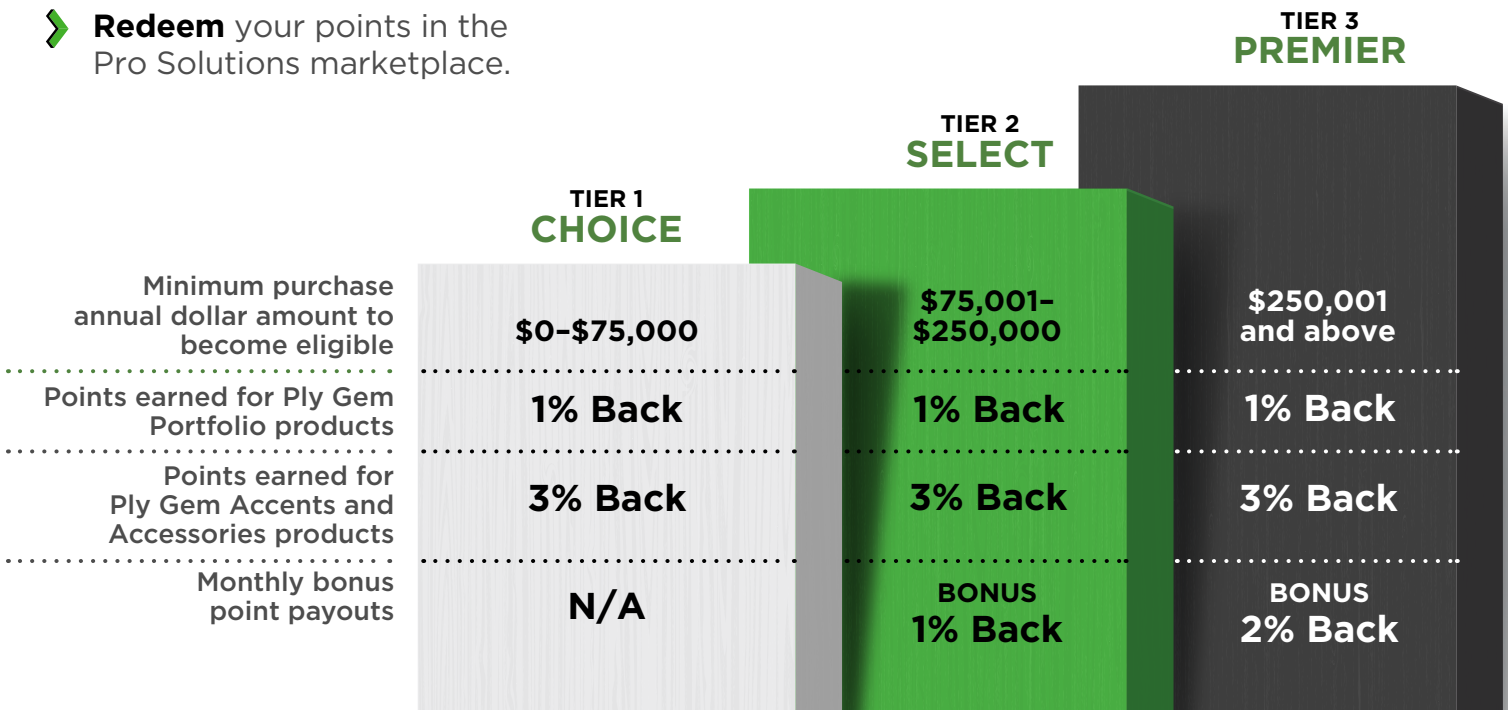 Redeem your points in the
Pro Solutions marketplace.
TIER 1
CHOICE
TIER 2
SELECT
TIER 3
PREMIER
Minimum purchase
annual dollar amount to
become eligible
$0–$75,000
$75,001–
$250,000
$250,001
and above
Points earned for Ply Gem
Portfolio products
1% Back
1% Back
1% Back
Points earned for
Ply Gem Accents and
Accessories products
3% Back
3% Back
3% Back
Monthly bonus
point payouts
N/A
BONUS
1% Back
BONUS
2% Back